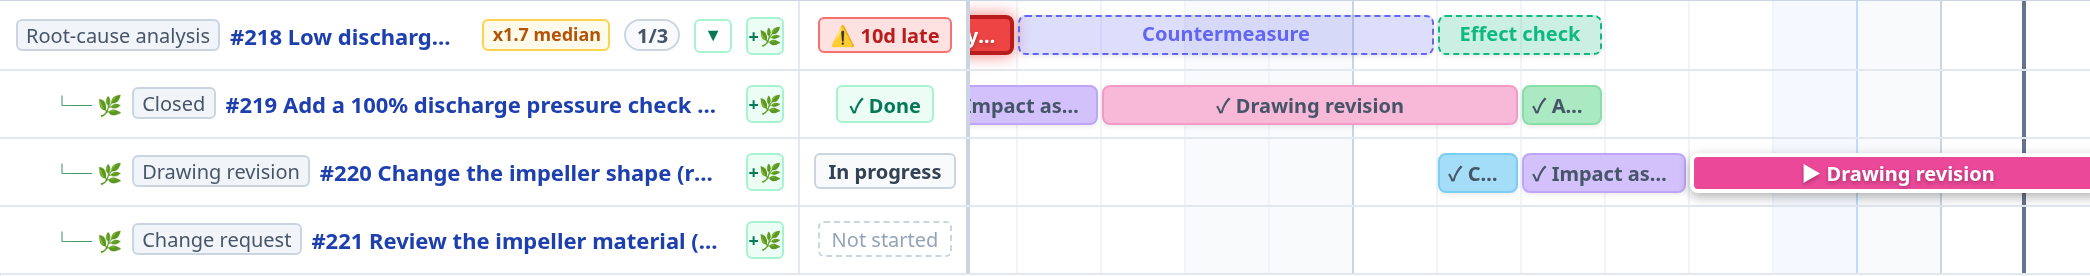 Root-cause analysis #218 Low discharg... x1.7 median 1/3 ▼ +🌿 ⚠️ 10d late y... Countermeasure Effect check
🌿 Closed #219 Add a 100% discharge pressure check ... +🌿 ✓ Done Impact as... ✓ Drawing revision ✓ A...
🌿 Drawing revision #220 Change the impeller shape (r... +🌿 In progress ✓ C... ✓ Impact as... ▶ Drawing revision
🌿 Change request #221 Review the impeller material (... +🌿 Not started